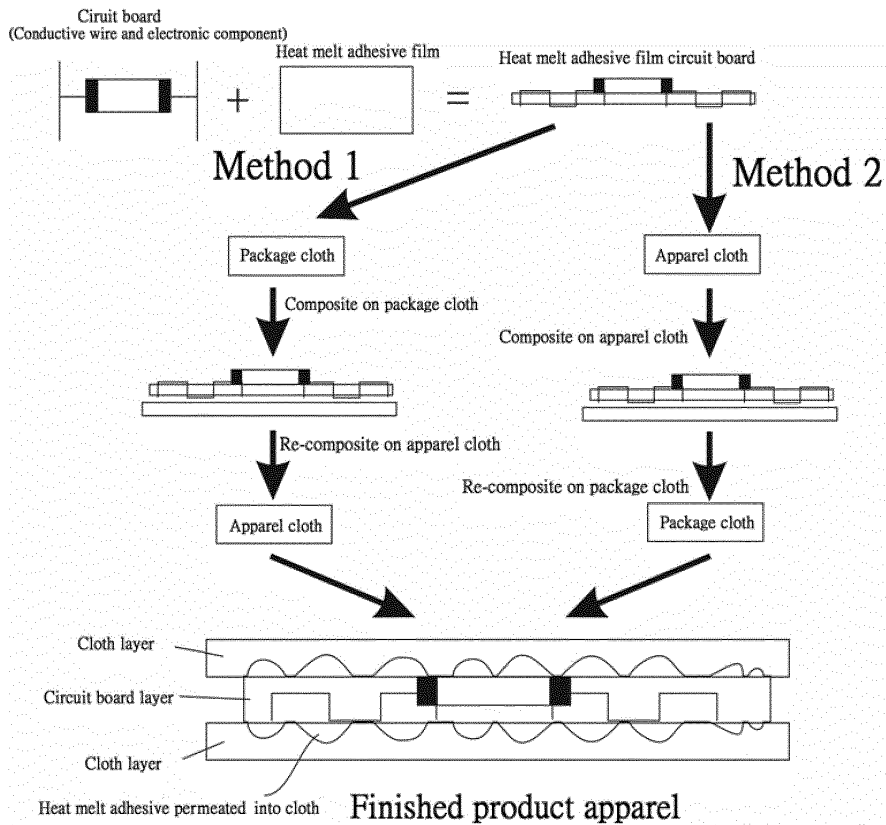 Ciruit board
(Conductive wire and electronic component)
Heat melt adhesive film
Heat melt adhesive film circuit board
+
=
Method 1
Method 2
Package cloth
Apparel cloth
Composite on package cloth
Composite on apparel cloth
Re-composite on apparel cloth
Re-composite on package cloth
Apparel cloth
Package cloth
Cloth layer
Circuit board layer
Cloth layer
Heat melt adhesive permeated into cloth
Finished product apparel